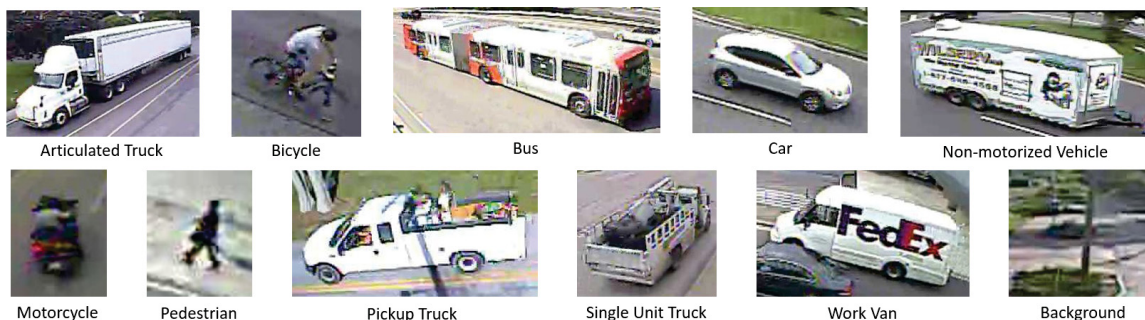 Articulated Truck
Bicycle
Bus
Car
Non-motorized Vehicle
FedEx
Motorcycle
Pedestrian
Pickup Truck
Single Unit Truck
Work Van
Background